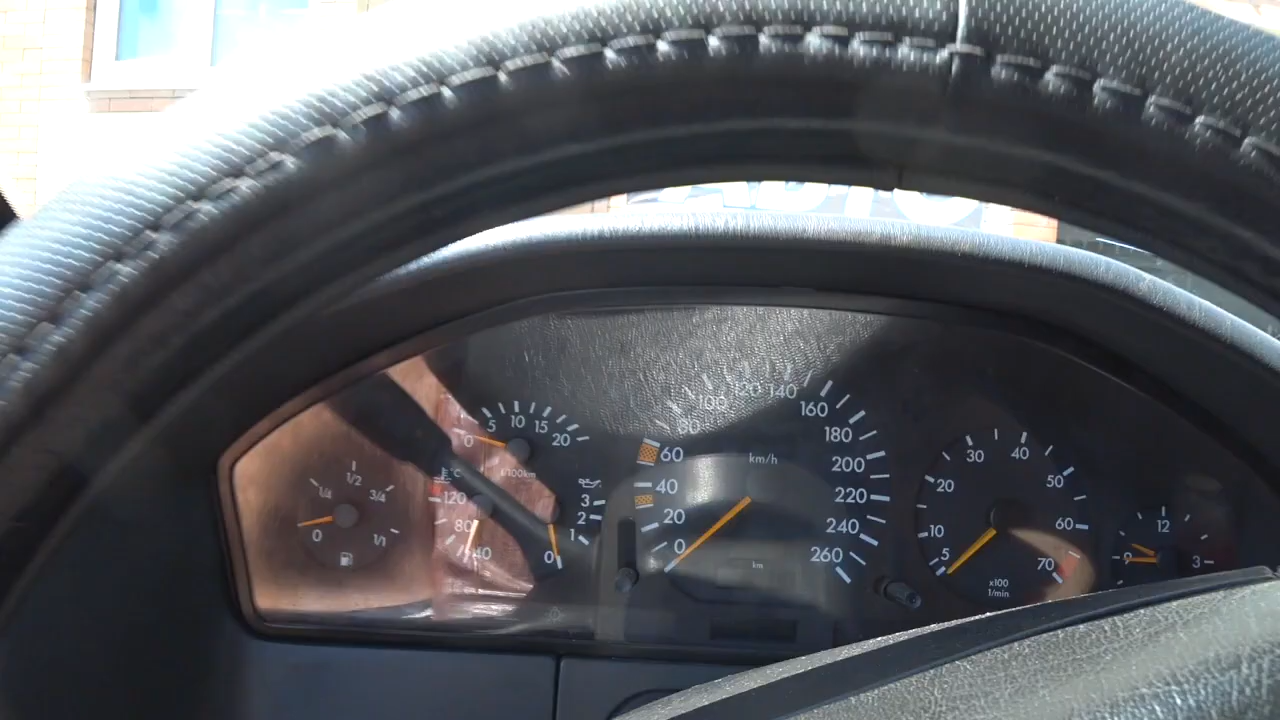 0 1/4 1/2 3/4 1/1
0 5 10 15 20
l/100km
°C
120
80
40
3
2
1
0
0 20 40 60 80 100 120 140 160 180 200 220 240 260
km/h
km
5 10 20 30 40 50 60 70
x100
1/min
9 12 3